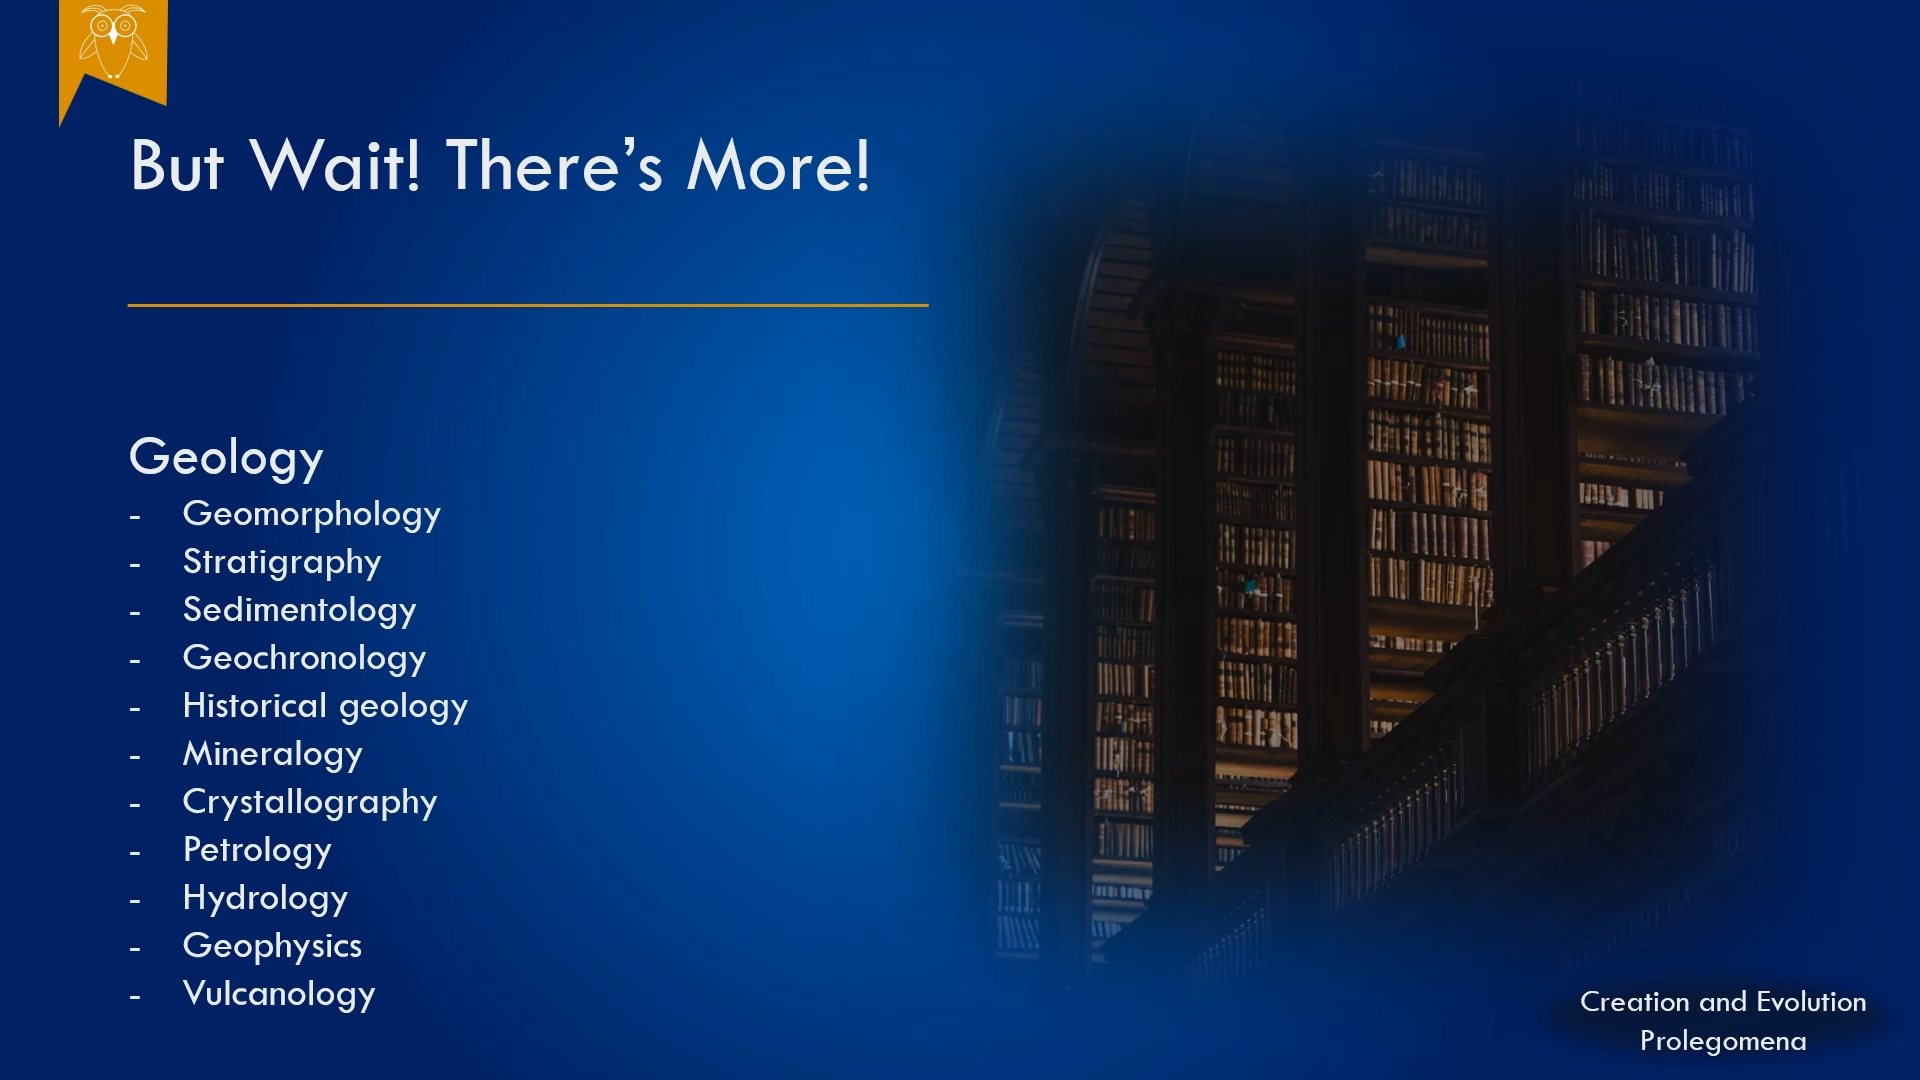 But Wait! There’s More!
Geology
- Geomorphology
- Stratigraphy
- Sedimentology
- Geochronology
- Historical geology
- Mineralogy
- Crystallography
- Petrology
- Hydrology
- Geophysics
- Vulcanology
Creation and Evolution
Prolegomena